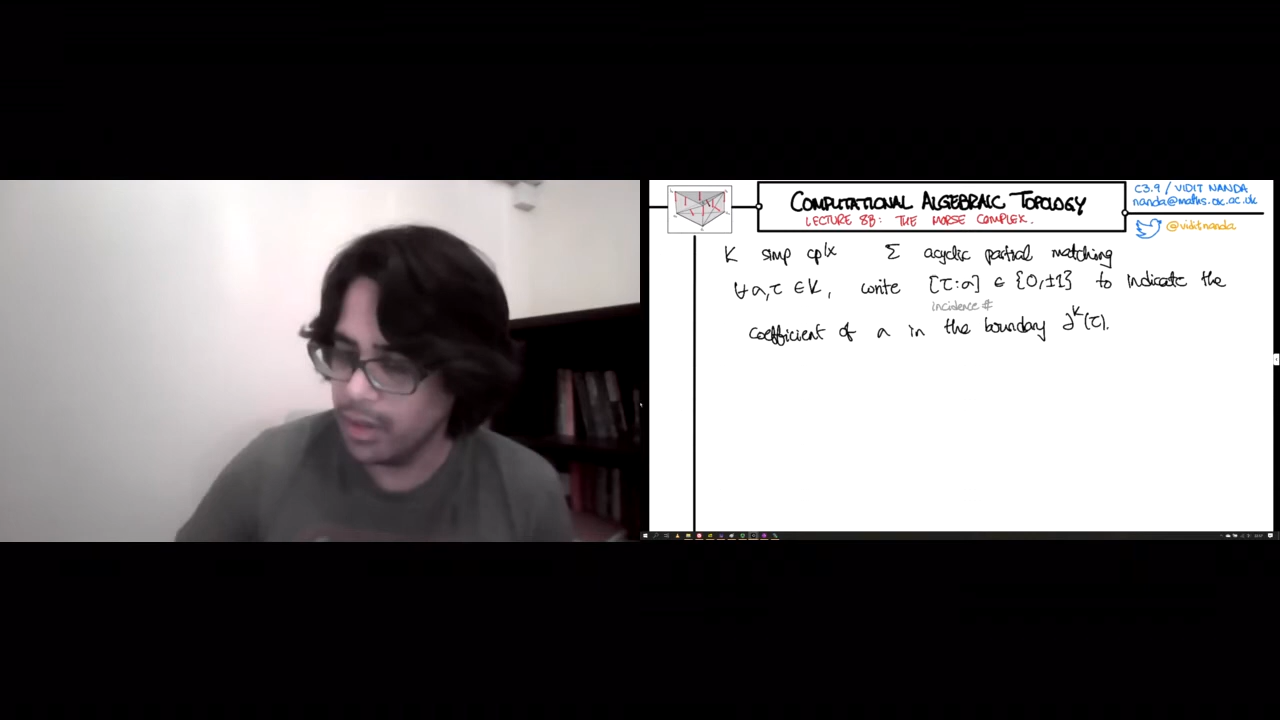 COMPUTATIONAL ALGEBRAIC TOPOLOGY
LECTURE 8B: THE MORSE COMPLEX.
C3.9 / VIDIT NANDA
nanda@maths.ox.ac.uk
@viditnanda
K simp cplx Σ acyclic partial matching
∀ σ, τ ∈ K, write [τ:σ] ∈ {0,±1} to indicate the
incidence #
coefficient of σ in the boundary ∂ᴷ(τ).